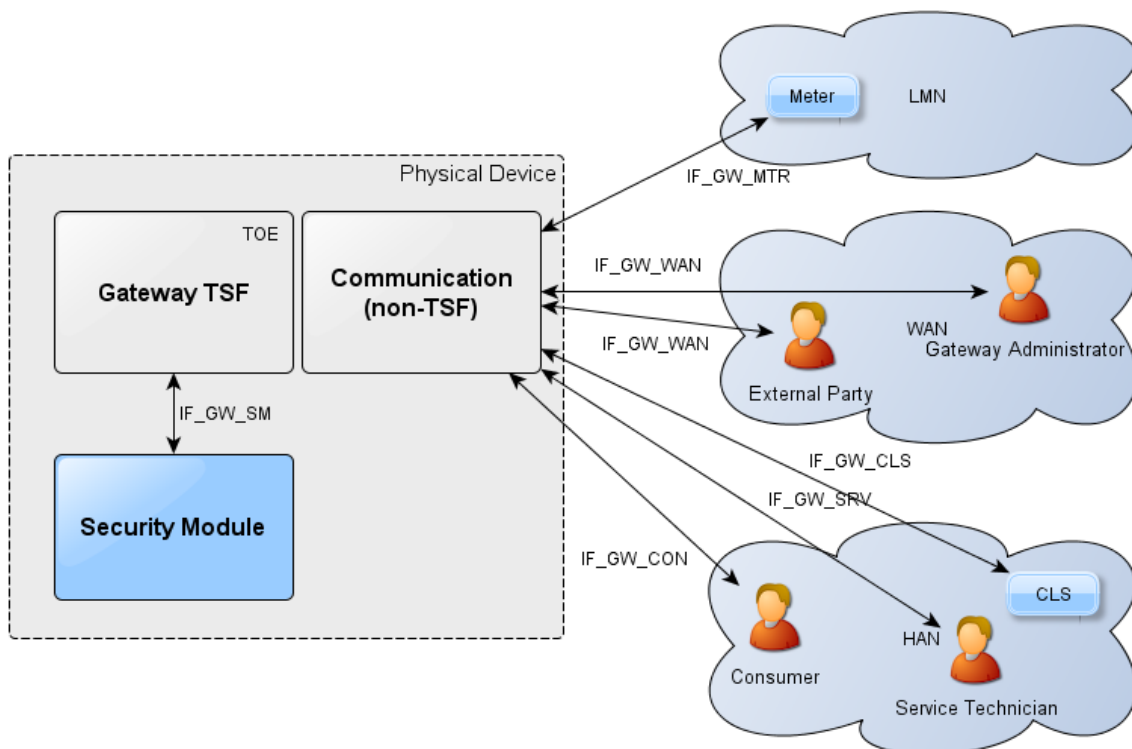 Meter
LMN
IF_GW_MTR
Physical Device
TOE
Gateway TSF
Communication
(non-TSF)
IF_GW_SM
Security Module
IF_GW_WAN
IF_GW_WAN
WAN
Gateway Administrator
External Party
IF_GW_CLS
IF_GW_SRV
IF_GW_CON
CLS
HAN
Consumer
Service Technician